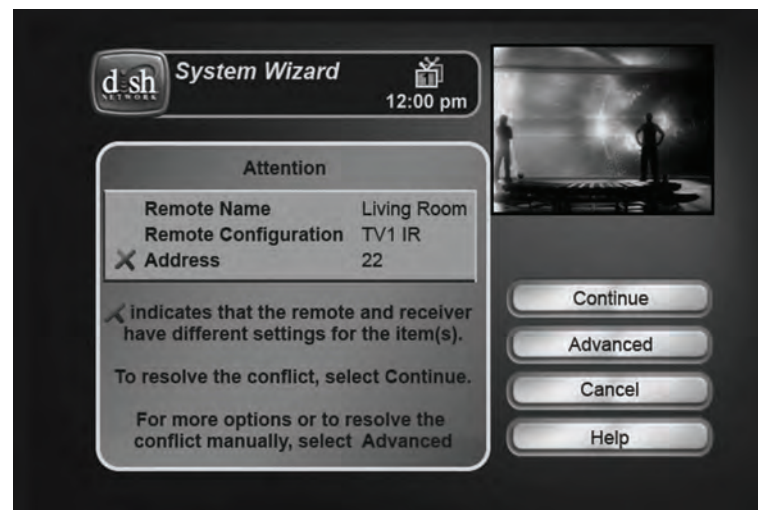 dish
NETWORK
System Wizard
12:00 pm
Attention
Remote Name Living Room
Remote Configuration TV1 IR
Address 22
indicates that the remote and receiver
have different settings for the item(s).
To resolve the conflict, select Continue.
For more options or to resolve the
conflict manually, select Advanced
Continue
Advanced
Cancel
Help